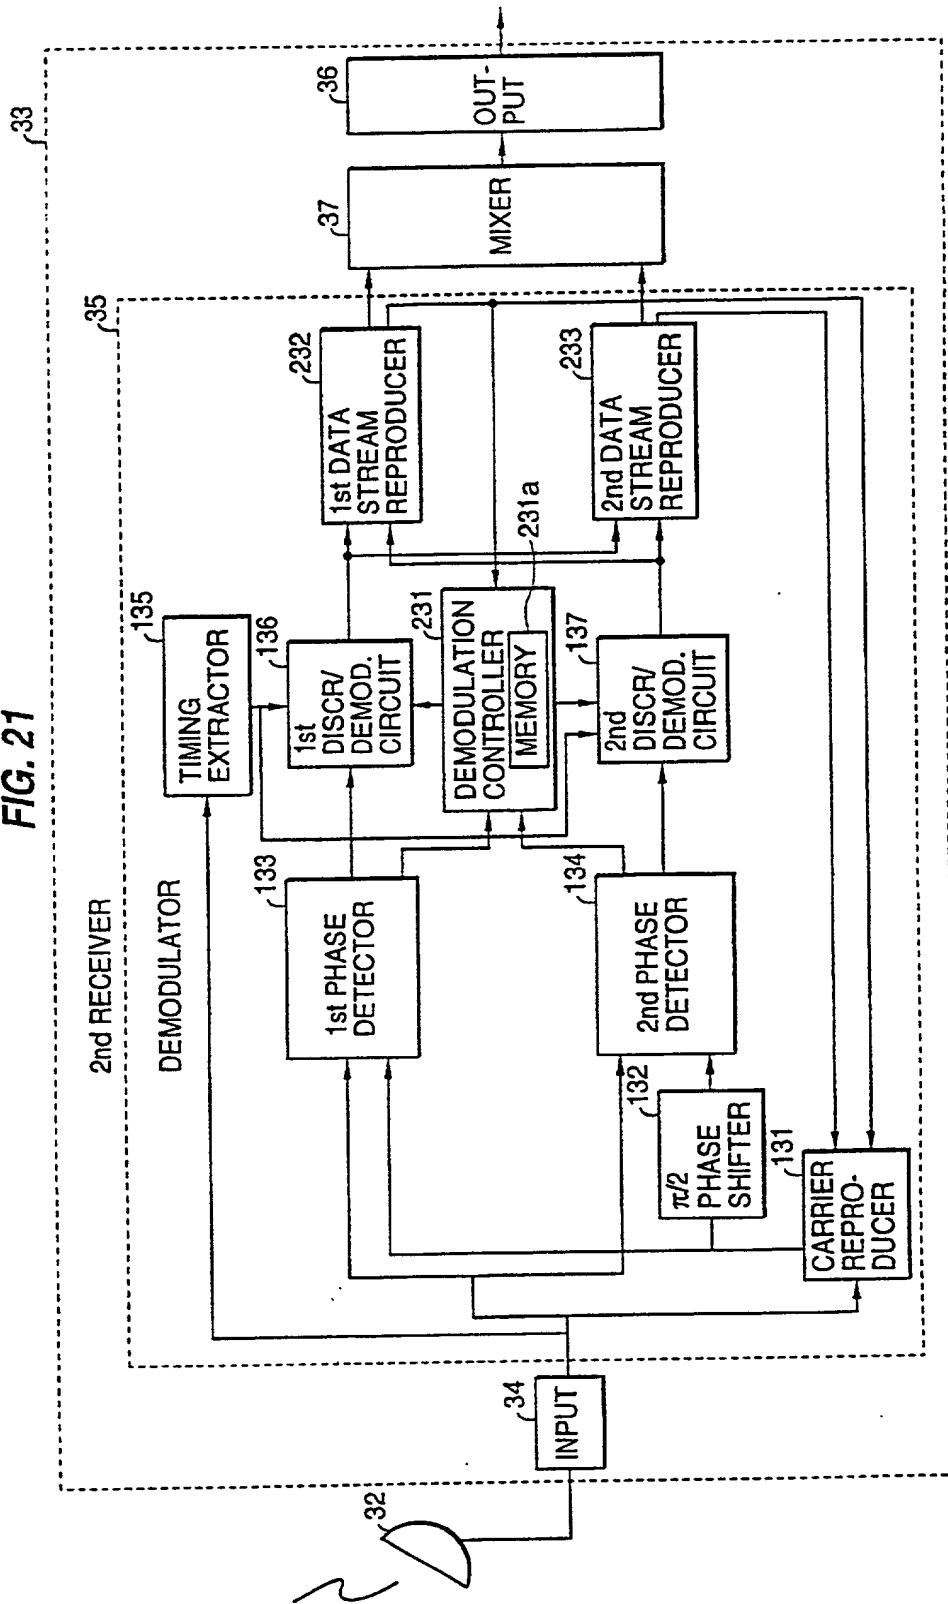 FIG. 21
33
2nd RECEIVER
35
DEMODULATOR
32
34
INPUT
135
TIMING
EXTRACTOR
133
1st PHASE
DETECTOR
136
1st
DISCR/
DEMOD.
CIRCUIT
232
1st DATA
STREAM
REPRODUCER
37
MIXER
36
OUT-
PUT
231
DEMODULATION
CONTROLLER
MEMORY
231a
134
2nd PHASE
DETECTOR
137
2nd
DISCR/
DEMOD.
CIRCUIT
233
2nd DATA
STREAM
REPRODUCER
132
π/2
PHASE
SHIFTER
131
CARRIER
REPRO-
DUCER